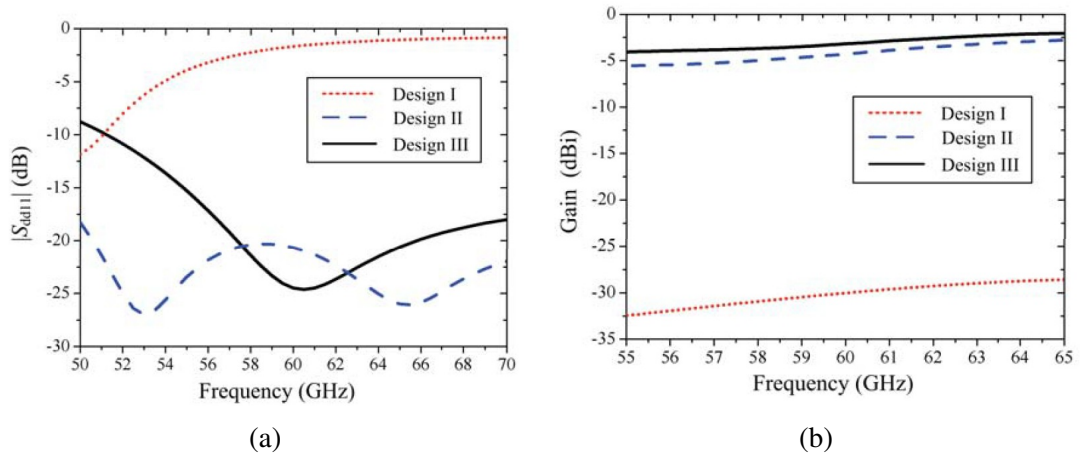 0
-5
-10
-15
-20
-25
-30
|S_dd11| (dB)
Design I
Design II
Design III
50 52 54 56 58 60 62 64 66 68 70
Frequency (GHz)
(a)
0
-5
-10
-15
-20
-25
-30
-35
Gain (dBi)
Design I
Design II
Design III
55 56 57 58 59 60 61 62 63 64 65
Frequency (GHz)
(b)